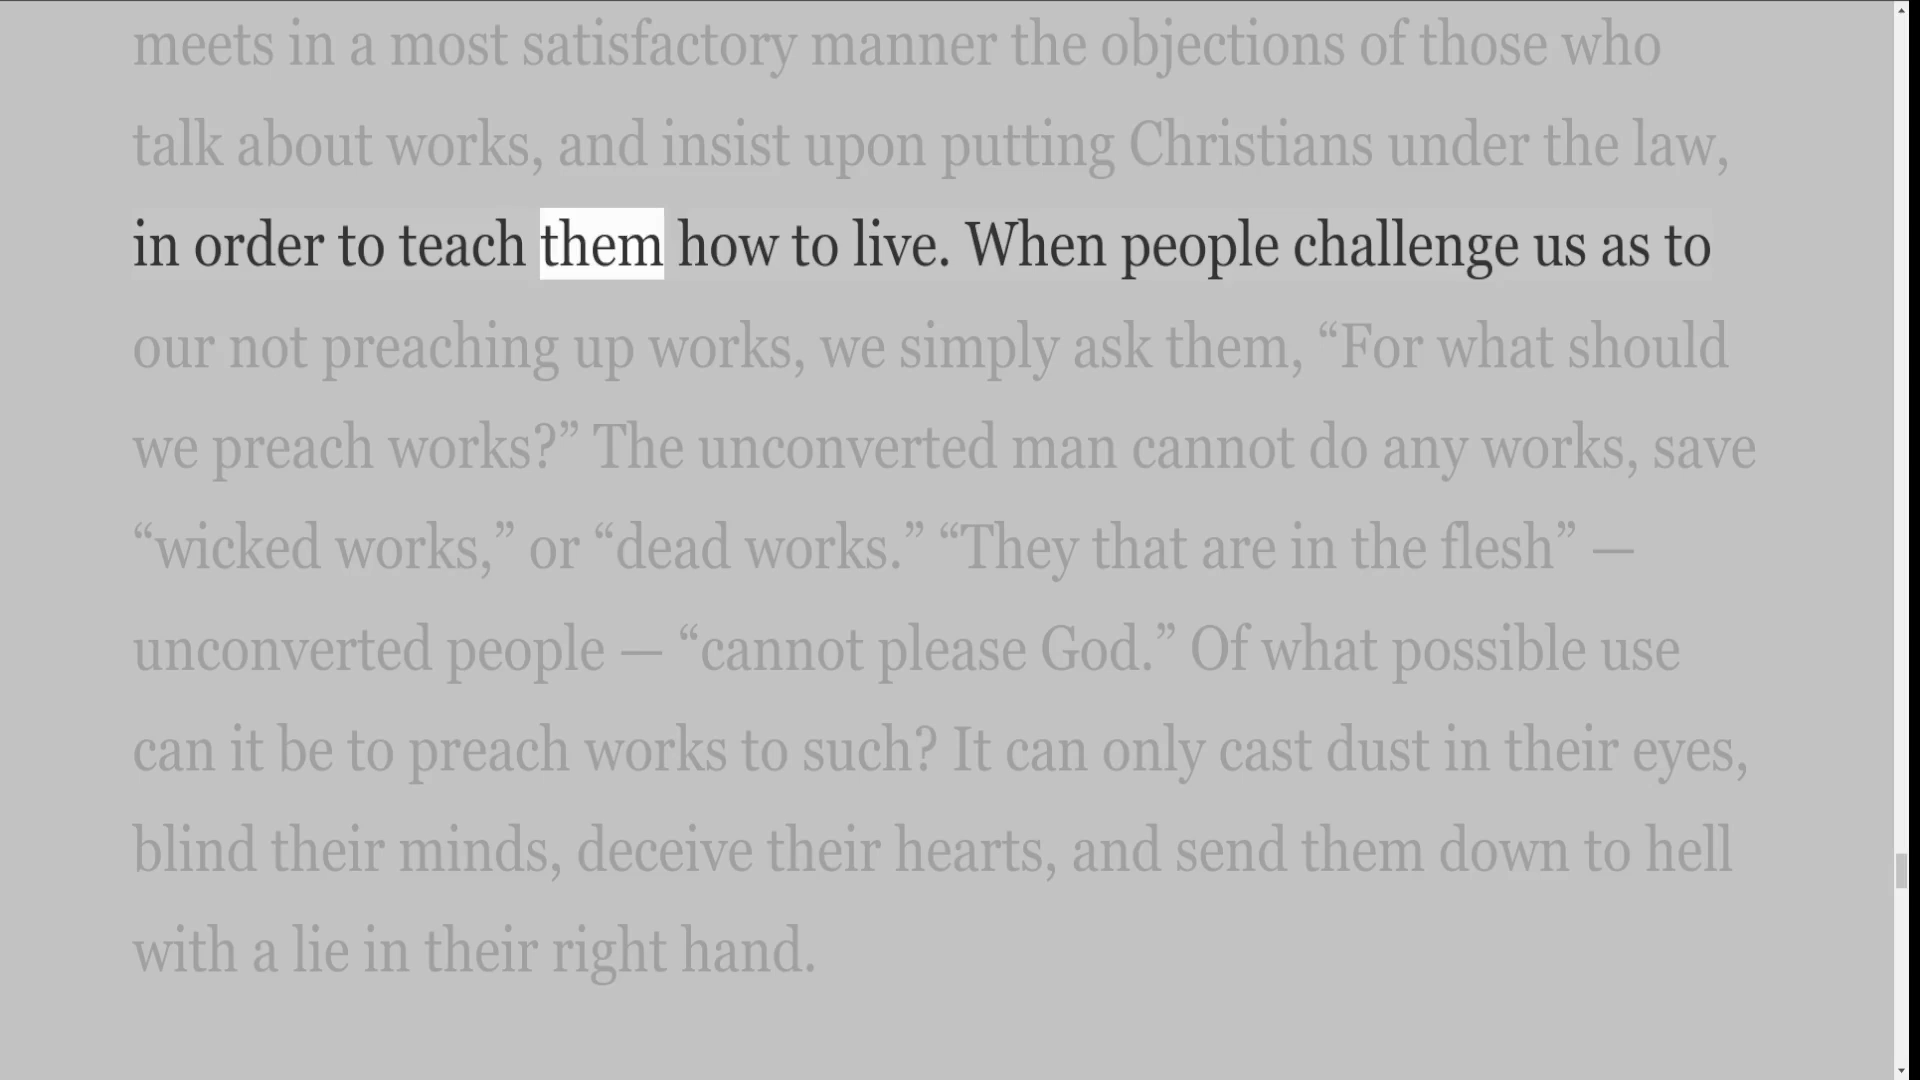 meets in a most satisfactory manner the objections of those who
talk about works, and insist upon putting Christians under the law,
in order to teach them how to live. When people challenge us as to
our not preaching up works, we simply ask them, “For what should
we preach works?” The unconverted man cannot do any works, save
“wicked works,” or “dead works.” “They that are in the flesh” —
unconverted people — “cannot please God.” Of what possible use
can it be to preach works to such? It can only cast dust in their eyes,
blind their minds, deceive their hearts, and send them down to hell
with a lie in their right hand.